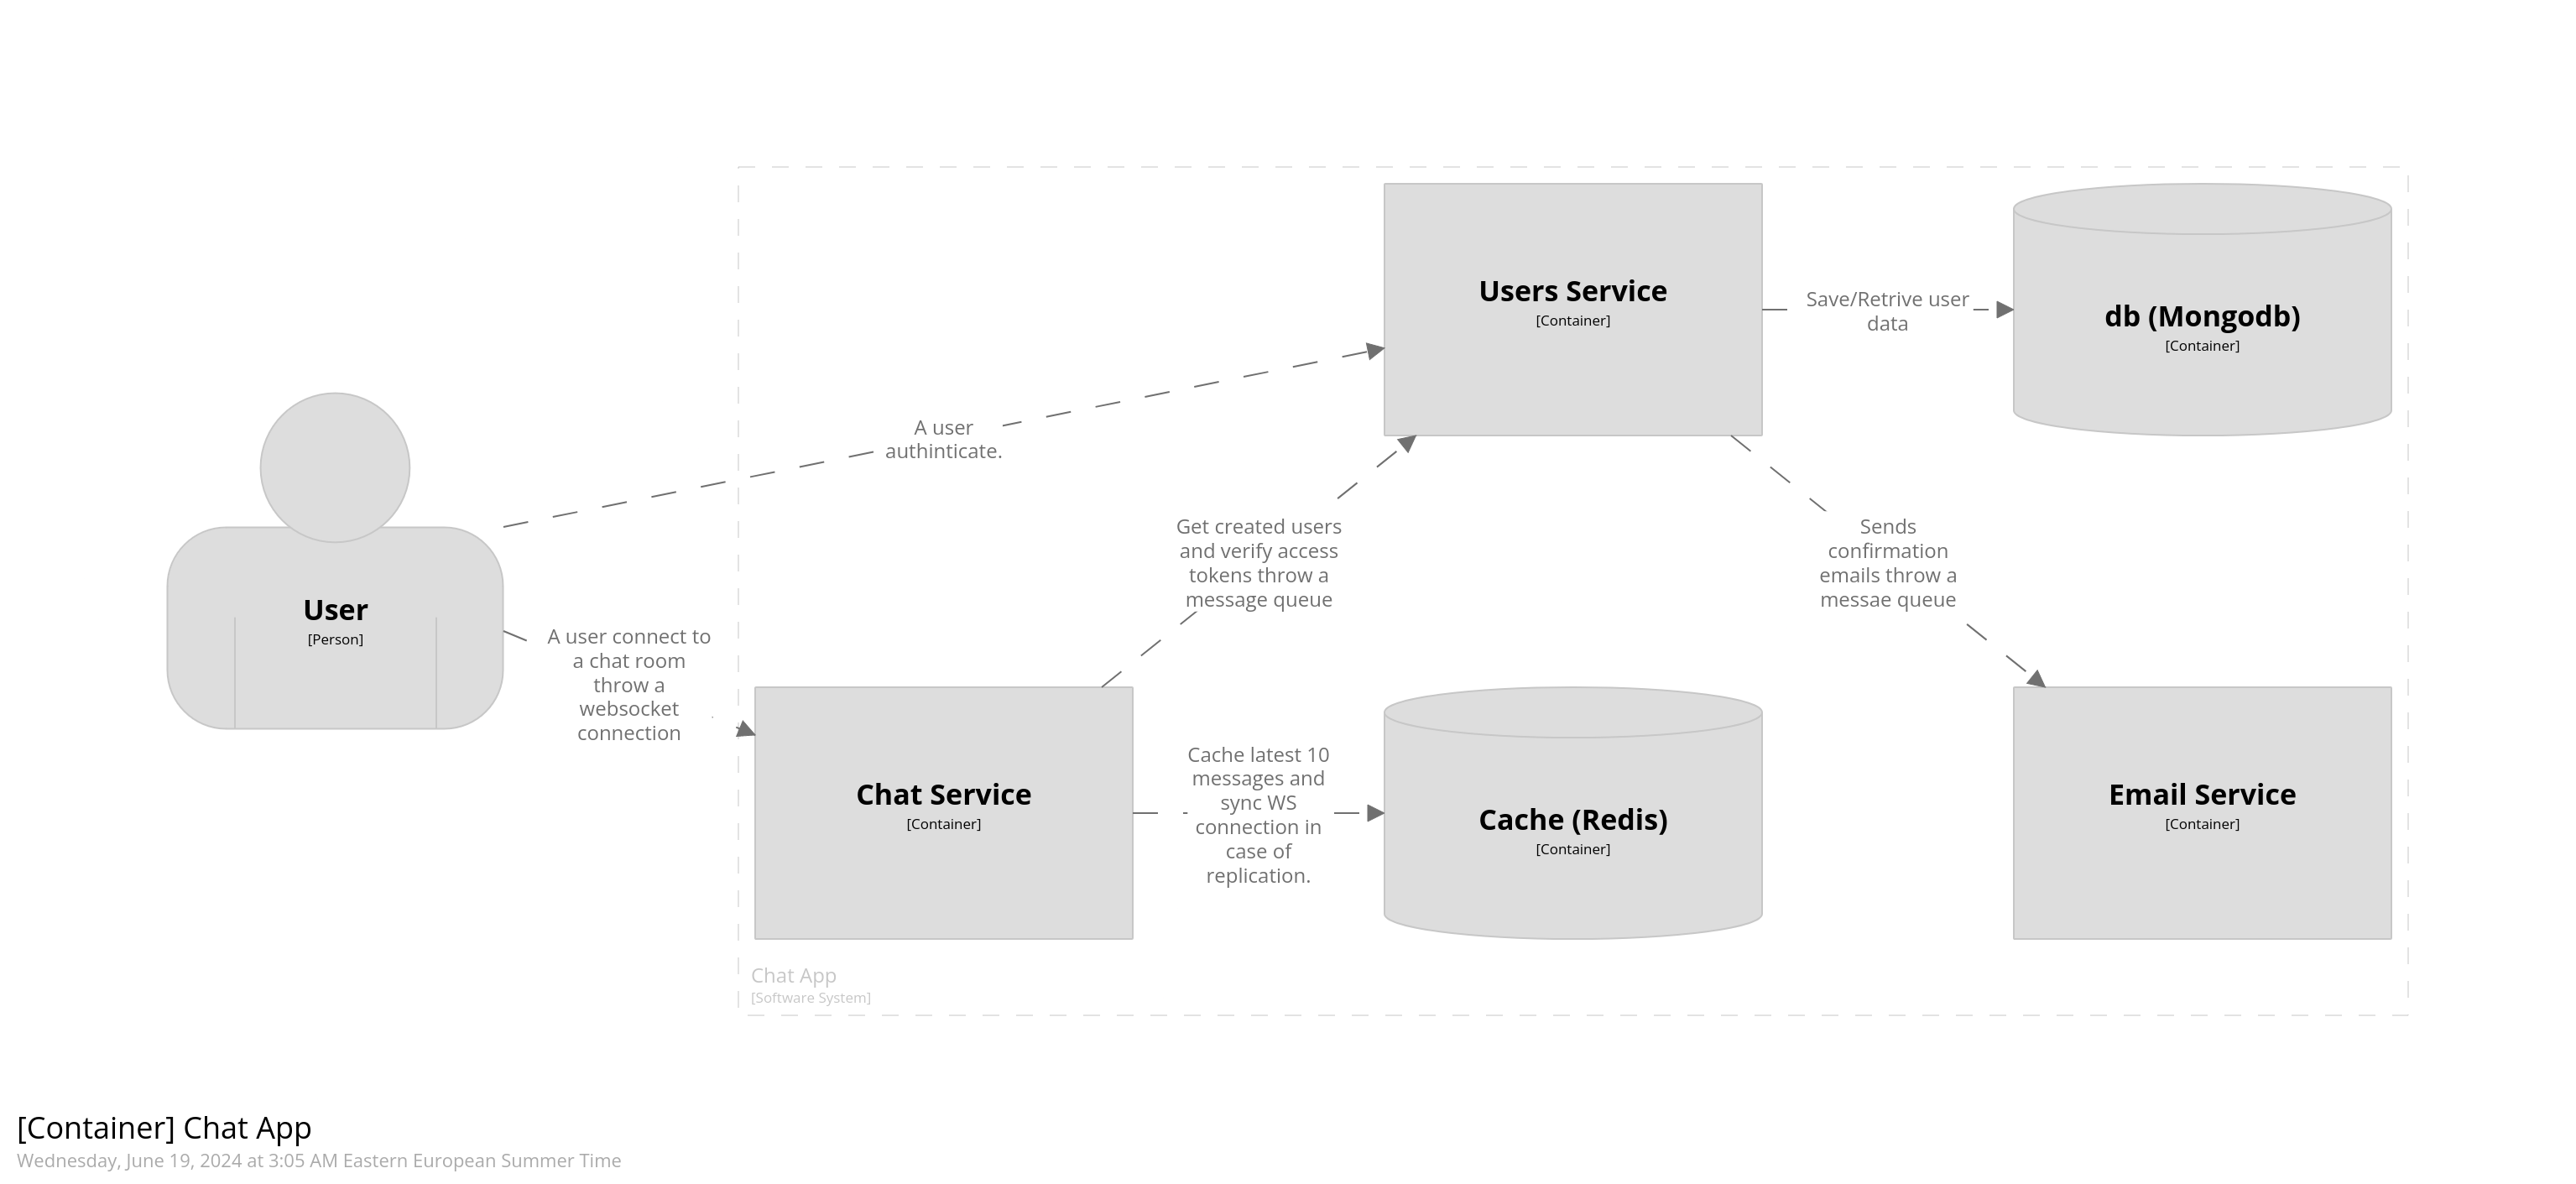 Users Service
[Container]
Save/Retrive user
data
db (Mongodb)
[Container]
A user
authinticate.
Get created users
and verify access
tokens throw a
message queue
Sends
confirmation
emails throw a
messae queue
User
[Person]
A user connect to
a chat room
throw a
websocket
connection
Chat Service
[Container]
Cache latest 10
messages and
sync WS
connection in
case of
replication.
Cache (Redis)
[Container]
Email Service
[Container]
Chat App
[Software System]
[Container] Chat App
Wednesday, June 19, 2024 at 3:05 AM Eastern European Summer Time